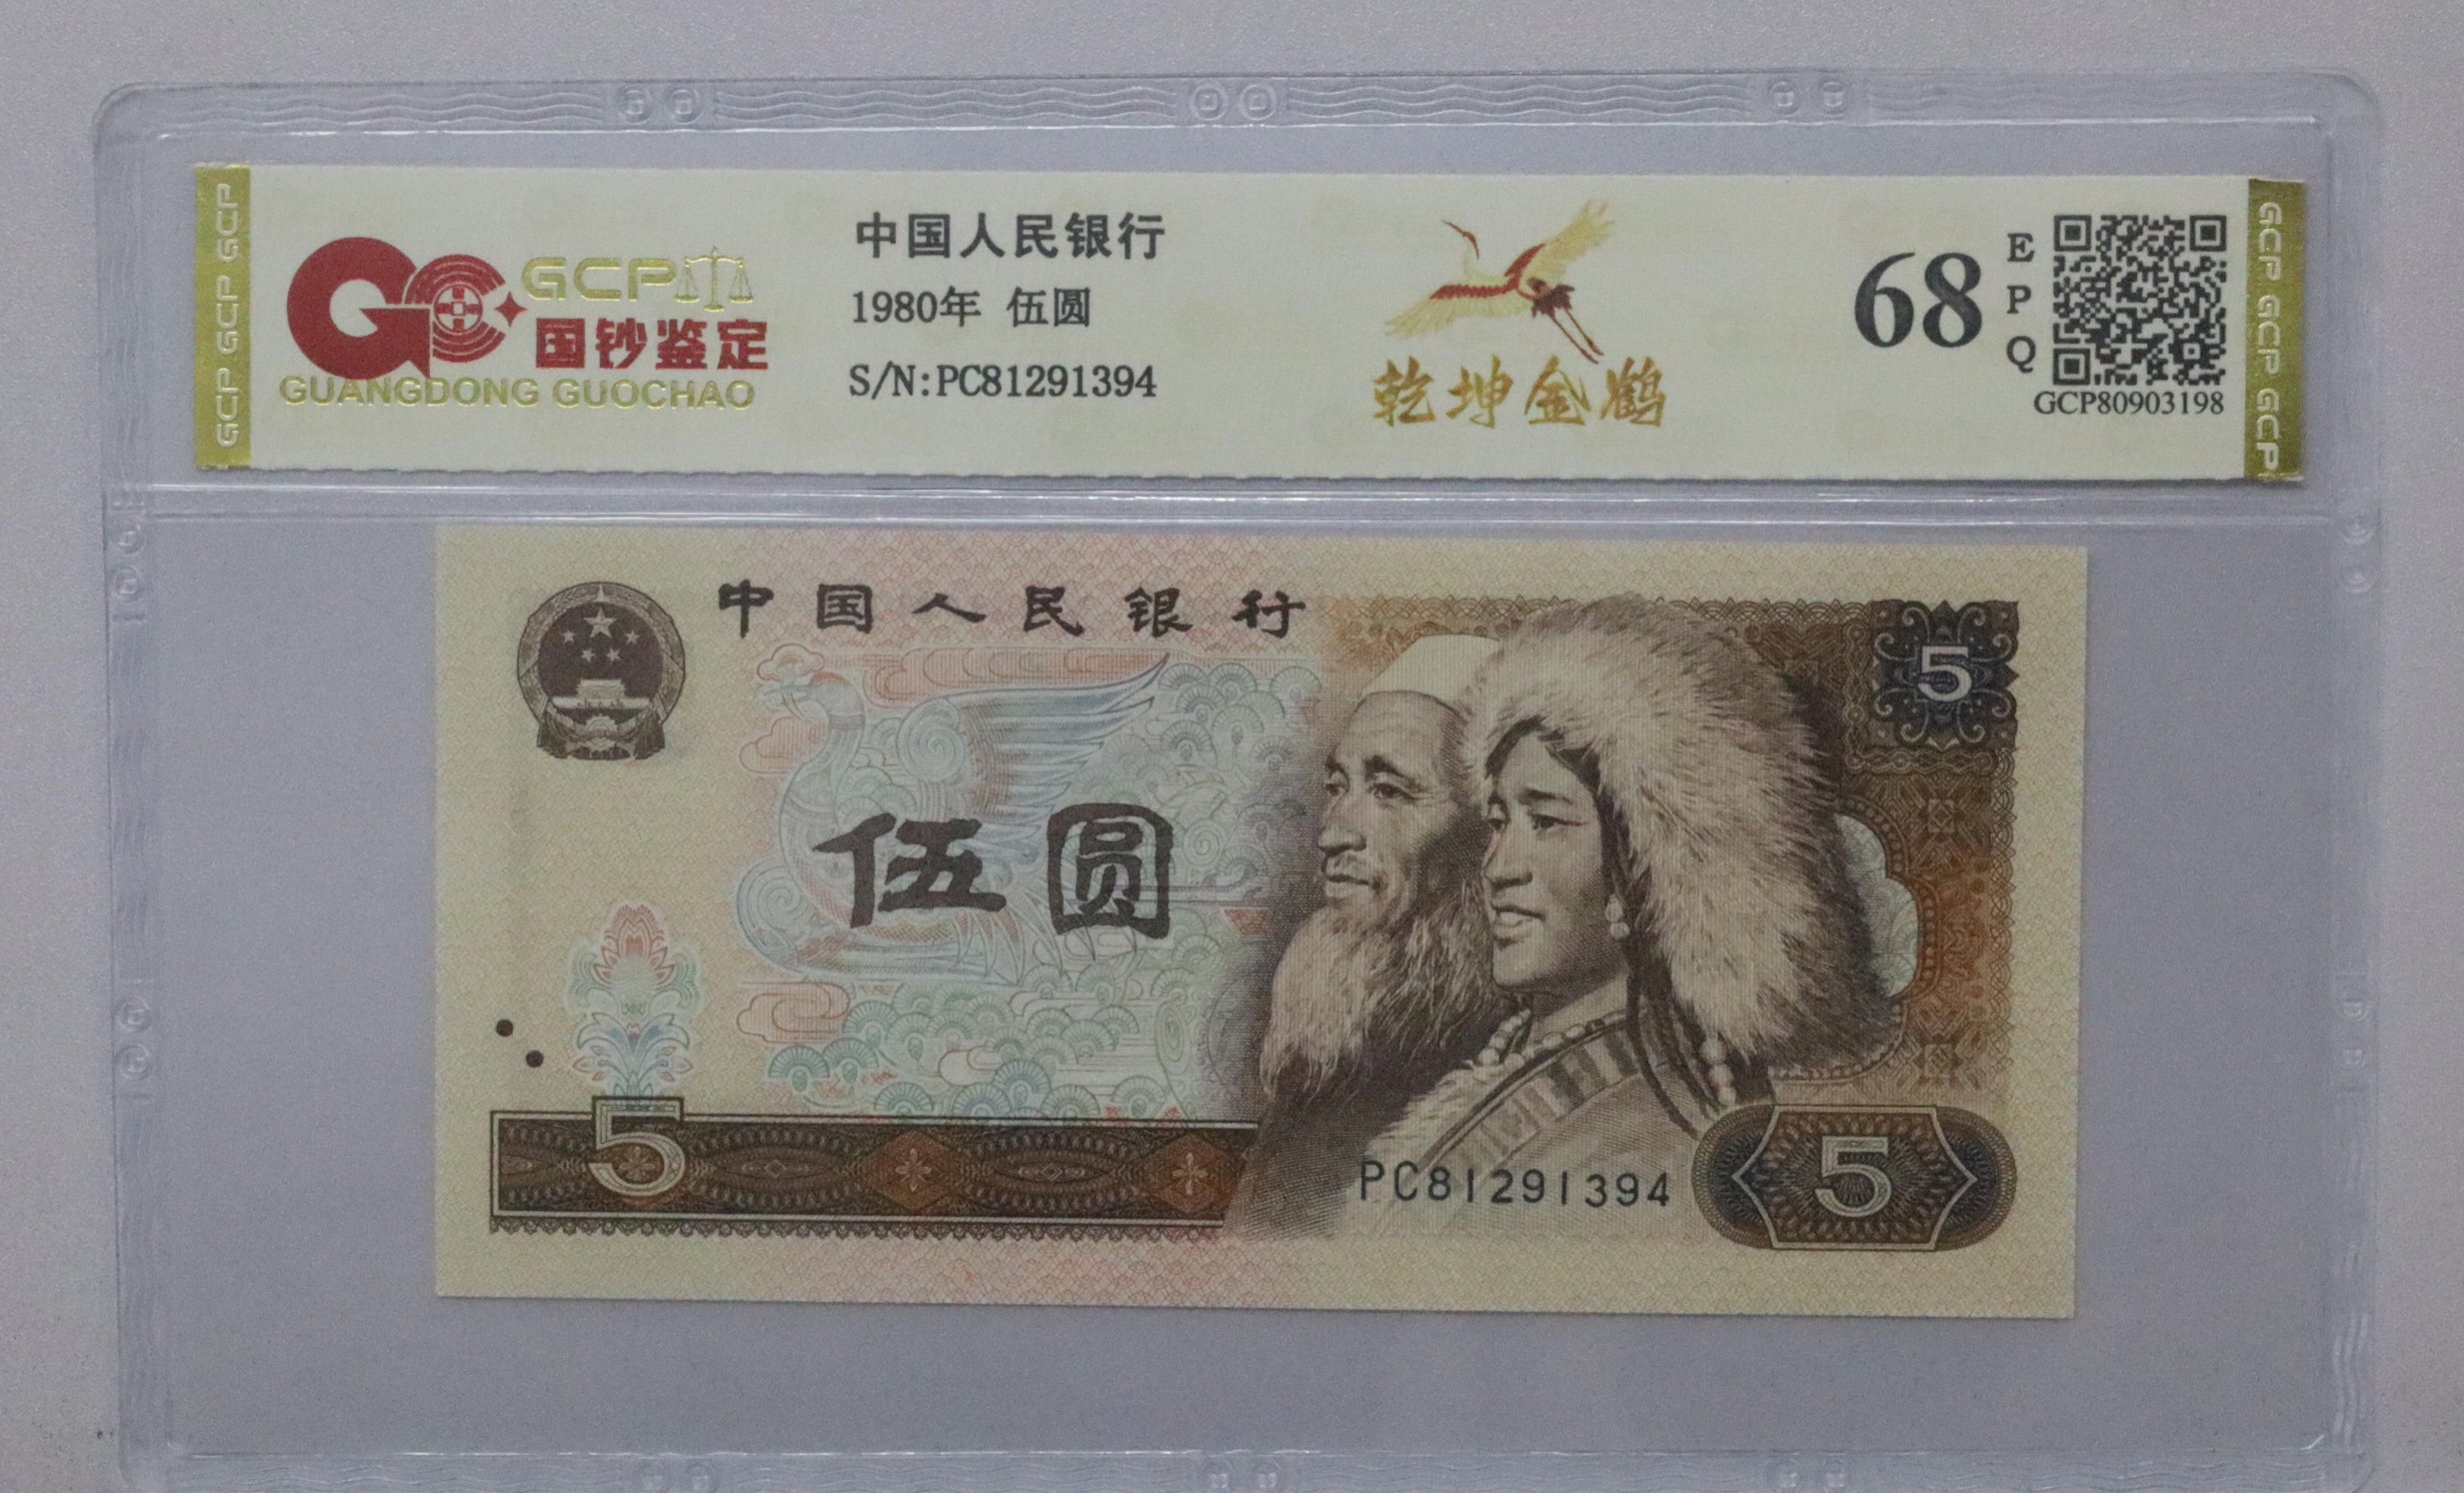 GCP GCP GCP
GCP
国钞鉴定
GUANGDONG GUOCHAO
中国人民银行
1980年 伍圆
S/N:PC81291394
乾坤金鹤
68
E
P
Q
GCP80903198
GCP GCP GCP GCP
中国人民银行
5
伍圆
5
PC81291394
5